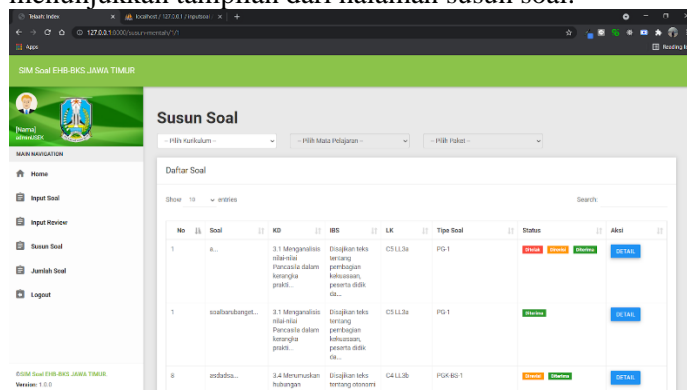 menunjukkan tampilan dari halaman susun soal.
Telaah: Index
localhost / 127.0.0.1 / inputsoal
127.0.0.1:8000/susun-mentah/1/1
Apps
Reading li
SIM Soal EHB-BKS JAWA TIMUR
[Nama]
MAIN NAVIGATION
Home
Input Soal
Input Review
Susun Soal
Jumlah Soal
Logout
©SIM Soal EHB-BKS JAWA TIMUR.
Version: 1.0.0
Susun Soal
-- Pilih Kurikulum --
-- Pilih Mata Pelajaran --
-- Pilih Paket --
Daftar Soal
Show 10 entries
Search:
No Soal KD IBS LK Tipe Soal Status Aksi
1 a... 3.1 Menganalisis Disajikan teks C5 LL3a PG-1 Ditolak Direvisi Diterima DETAIL
nilai-nilai tentang
Pancasila dalam pembagian
kerangka kekuasaan,
prakti... peserta didik
da...
1 soalbarubanget... 3.1 Menganalisis Disajikan teks C5 LL3a PG-1 Diterima DETAIL
nilai-nilai tentang
Pancasila dalam pembagian
kerangka kekuasaan,
prakti... peserta didik
da...
asdadsa... 3.4 Merumuskan Disajikan teks C4 LL3b PGK-BS-1 Direvisi Diterima DETAIL
hubungan tentang otonomi